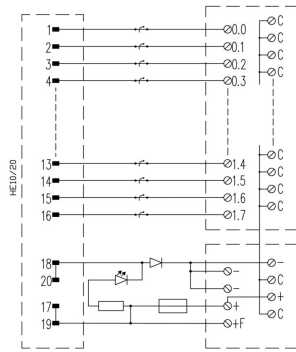 1 0.0 C
2 0.1 C
3 0.2 C
4 0.3 C
HE10/20
13 1.4 C
14 1.5 C
15 1.6 C
16 1.7 C
C
18 - -
20 - C
17 + +
19 +F C